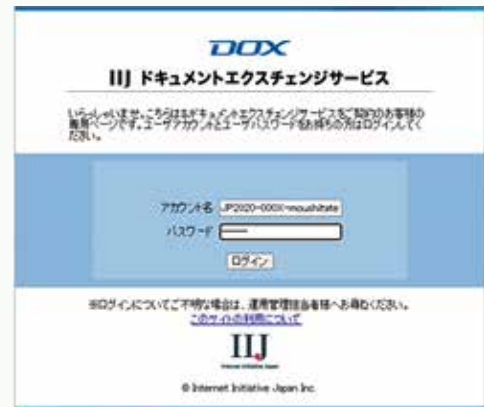 DOX
IIJ ドキュメントエクスチェンジサービス
いらっしゃいませ。こちらはドキュメントエクスチェンジサービスをご契約のお客様の
専用ページです。ユーザアカウントとユーザパスワードをお持ちの方はログインしてく
ださい。
アカウント名 JP2020-000X-moushitate
パスワード
ログイン
※ログインについてご不明な場合は、運用管理担当者様へお尋ねください。
このサイトの利用について
IIJ
Internet Initiative Japan
© Internet Initiative Japan Inc.